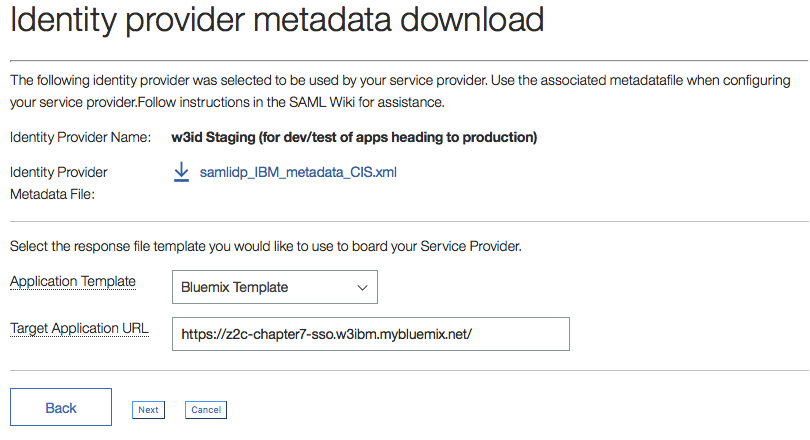 Identity provider metadata download
The following identity provider was selected to be used by your service provider. Use the associated metadatafile when configuring
your service provider.Follow instructions in the SAML Wiki for assistance.
Identity Provider Name: w3id Staging (for dev/test of apps heading to production)
Identity Provider
Metadata File:
samlidp_IBM_metadata_CIS.xml
Select the response file template you would like to use to board your Service Provider.
Application Template Bluemix Template
Target Application URL https://z2c-chapter7-sso.w3ibm.mybluemix.net/
Back Next Cancel